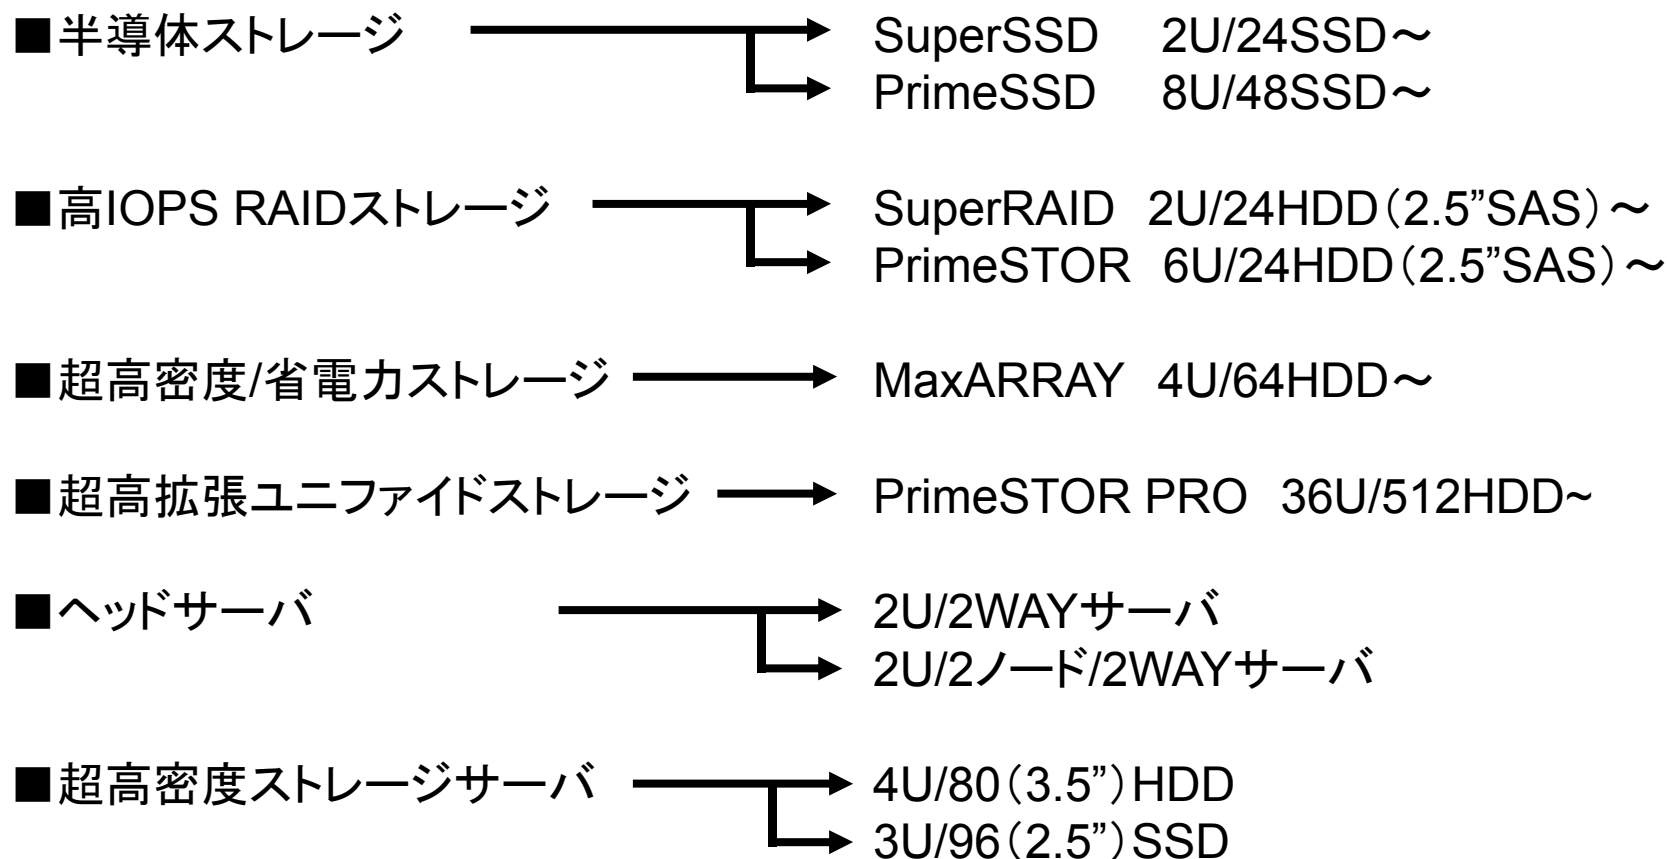 ■半導体ストレージ SuperSSD 2U/24SSD～
PrimeSSD 8U/48SSD～
■高IOPS RAIDストレージ SuperRAID 2U/24HDD（2.5”SAS）～
PrimeSTOR 6U/24HDD（2.5”SAS）～
■超高密度/省電力ストレージ MaxARRAY 4U/64HDD～
■超高拡張ユニファイドストレージ PrimeSTOR PRO 36U/512HDD~
■ヘッドサーバ 2U/2WAYサーバ
2U/2ノード/2WAYサーバ
■超高密度ストレージサーバ 4U/80（3.5”）HDD
3U/96（2.5”）SSD